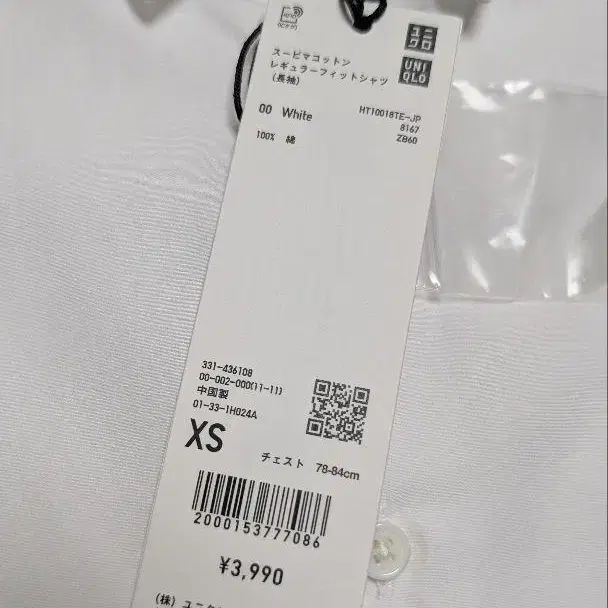 ユニ
クロ
UNI
QLO
スーピマコットン
レギュラーフィットシャツ
(長袖)
00 White
HT10018TE-JP
8167
ZB60
100% 綿
331-436108
00-002-000(11-11)
中国製
01-33-1H024A
XS
チェスト 78-84cm
2000153777086
¥3,990
(株)